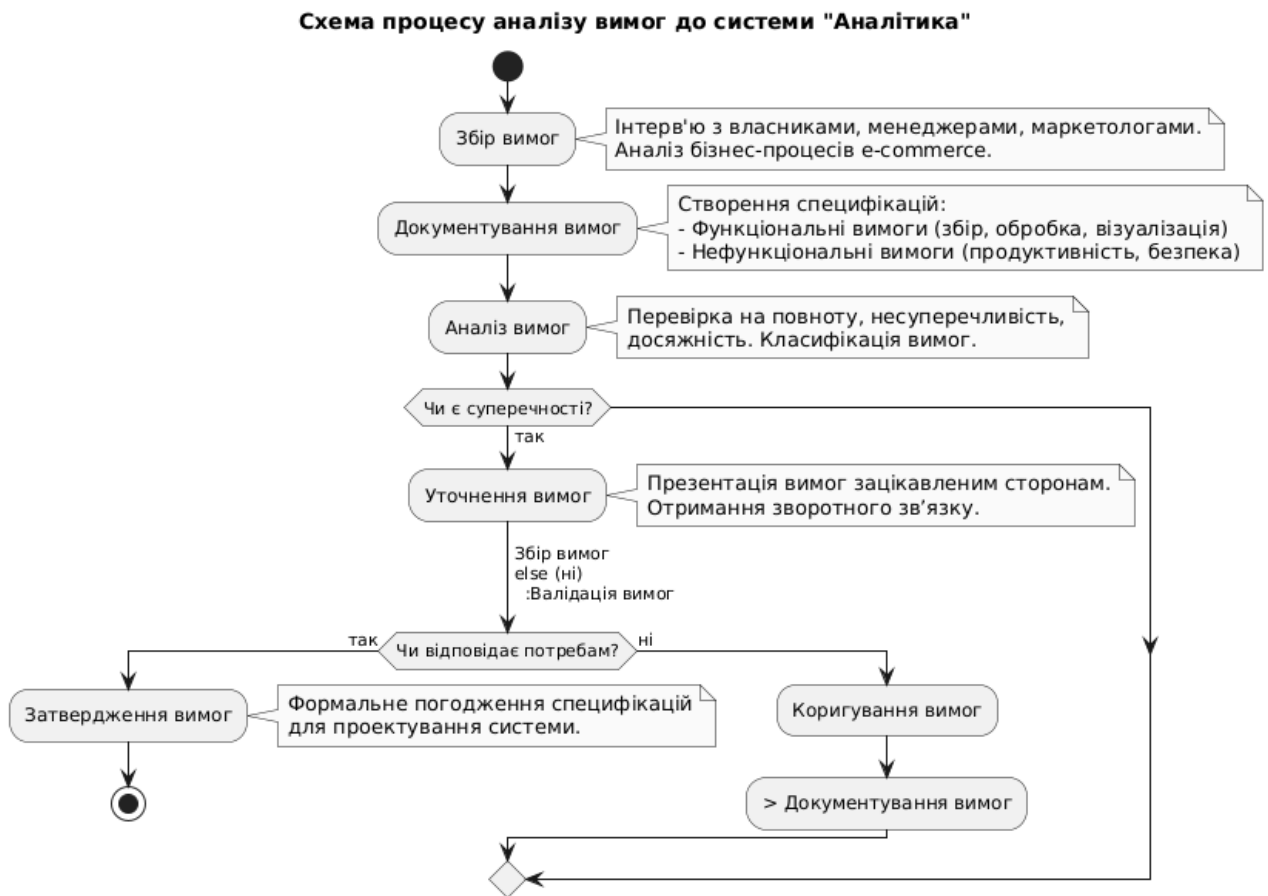 Схема процесу аналізу вимог до системи "Аналітика"
Збір вимог
Інтерв'ю з власниками, менеджерами, маркетологами.
Аналіз бізнес-процесів e-commerce.
Документування вимог
Створення специфікацій:
- Функціональні вимоги (збір, обробка, візуалізація)
- Нефункціональні вимоги (продуктивність, безпека)
Аналіз вимог
Перевірка на повноту, несуперечливість,
досяжність. Класифікація вимог.
Чи є суперечності?
так
Уточнення вимог
Презентація вимог зацікавленим сторонам.
Отримання зворотного зв’язку.
Збір вимог
else (ні)
:Валідація вимог
так
Чи відповідає потребам?
ні
Затвердження вимог
Формальне погодження специфікацій
для проектування системи.
Коригування вимог
> Документування вимог